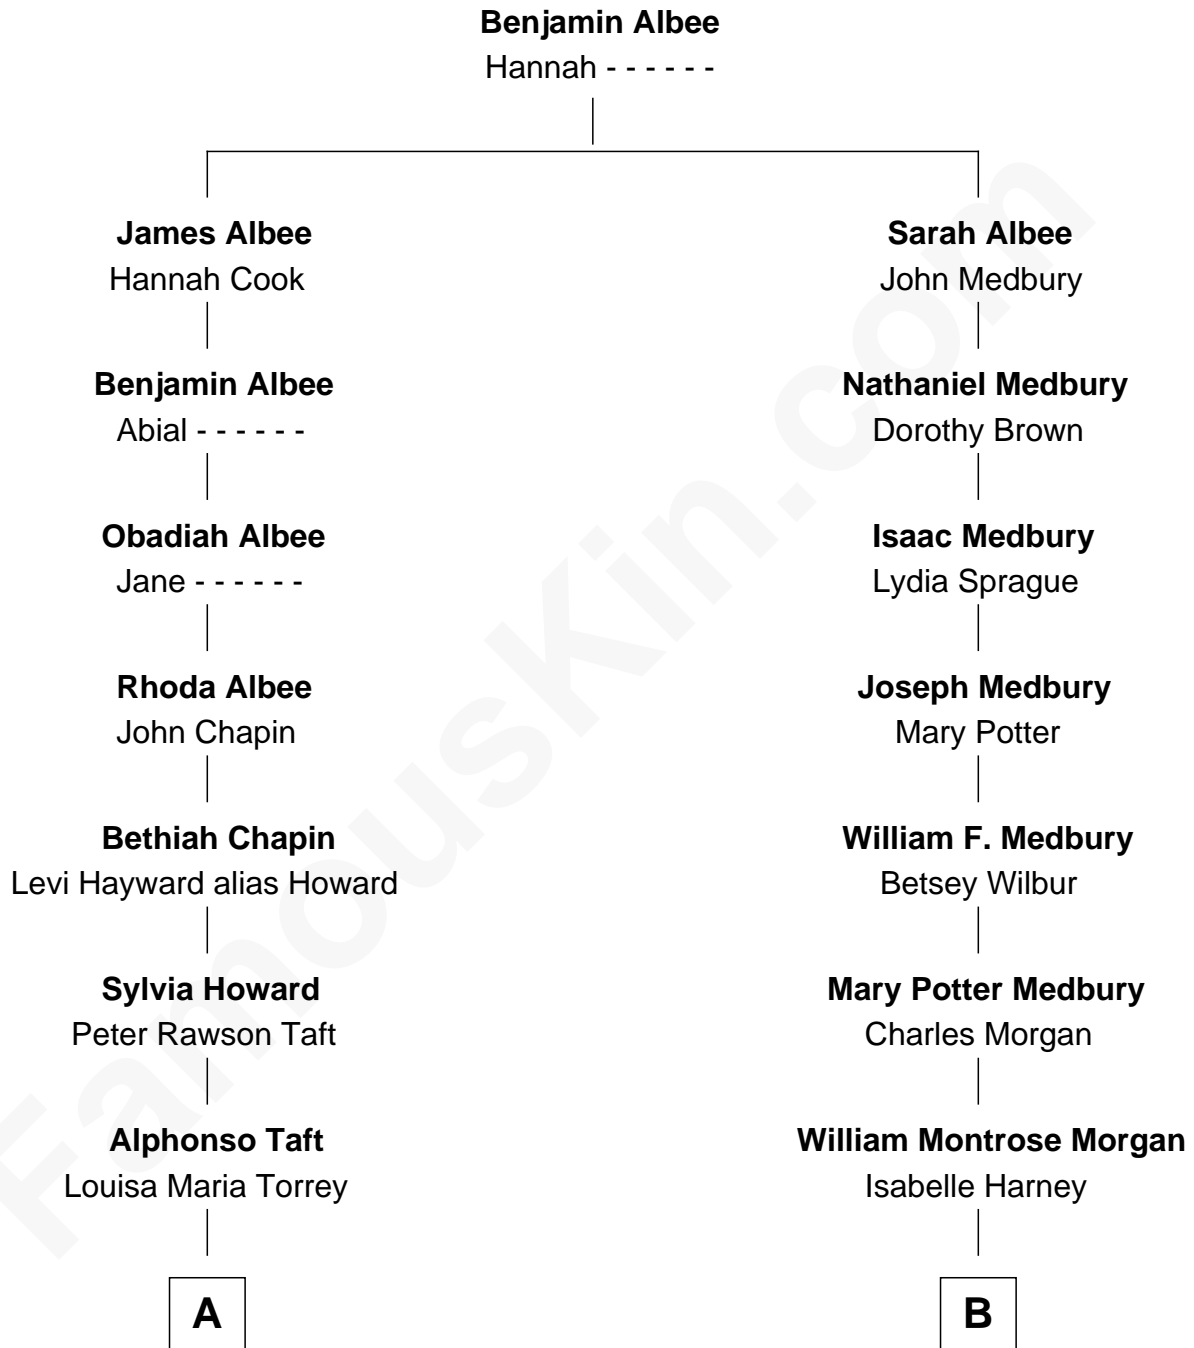 Benjamin Albee
Hannah - - - - - -
James Albee
Hannah Cook
Benjamin Albee
Abial - - - - - -
Obadiah Albee
Jane - - - - - -
Rhoda Albee
John Chapin
Bethiah Chapin
Levi Hayward alias Howard
Sylvia Howard
Peter Rawson Taft
Alphonso Taft
Louisa Maria Torrey
A
Sarah Albee
John Medbury
Nathaniel Medbury
Dorothy Brown
Isaac Medbury
Lydia Sprague
Joseph Medbury
Mary Potter
William F. Medbury
Betsey Wilbur
Mary Potter Medbury
Charles Morgan
William Montrose Morgan
Isabelle Harney
B
FamousKin.com